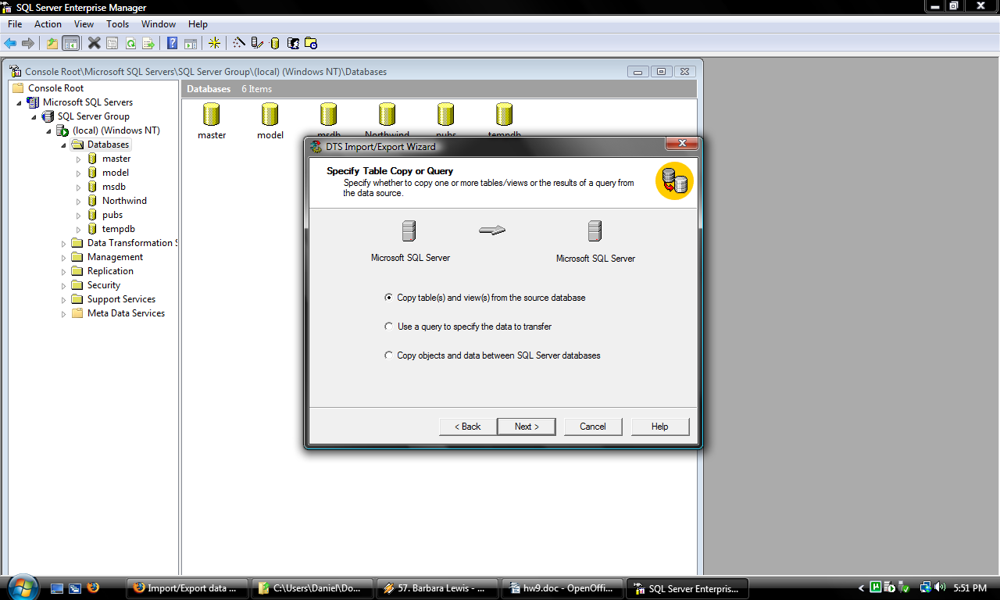 SQL Server Enterprise Manager
File Action View Tools Window Help
Console Root\Microsoft SQL Servers\SQL Server Group\(local) (Windows NT)\Databases
Console Root
Microsoft SQL Servers
SQL Server Group
(local) (Windows NT)
Databases
master
model
msdb
Northwind
pubs
tempdb
Data Transformation S
Management
Replication
Security
Support Services
Meta Data Services
Databases 6 Items
master model msdb Northwind pubs tempdb
DTS Import/Export Wizard
Specify Table Copy or Query
Specify whether to copy one or more tables/views or the results of a query from
the data source.
Microsoft SQL Server Microsoft SQL Server
Copy table(s) and view(s) from the source database
Use a query to specify the data to transfer
Copy objects and data between SQL Server databases
< Back Next > Cancel Help
Import/Export data ... C:\Users\Daniel\Do... 57. Barbara Lewis - ... hw9.doc - OpenOffi... SQL Server Enterpris... < µ 5:51 PM